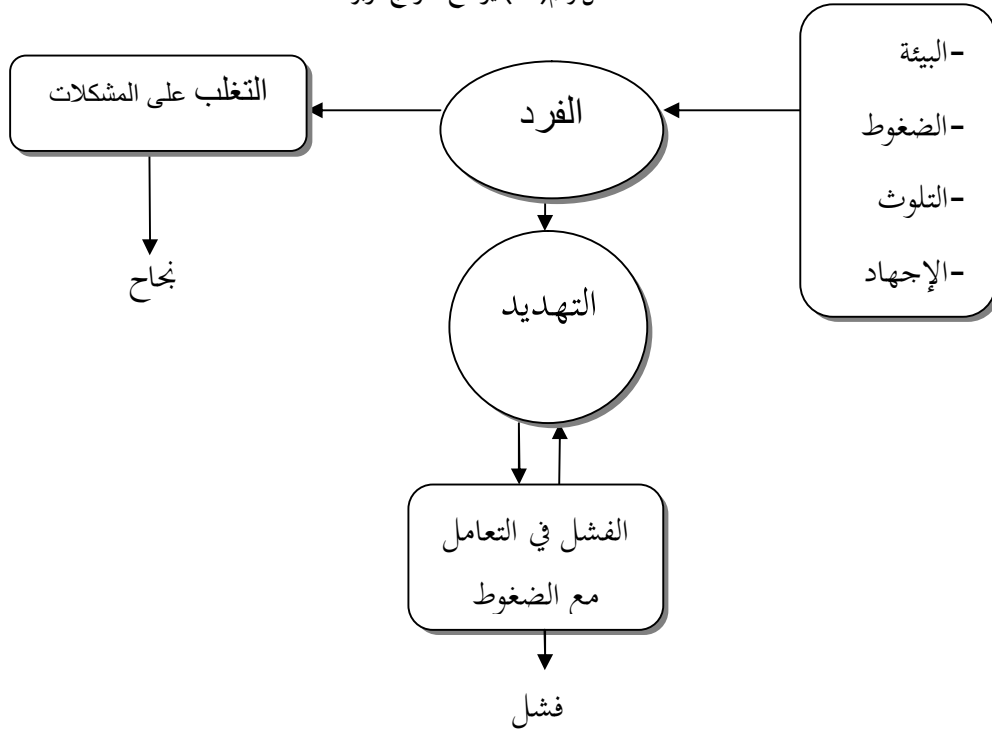 -البيئة
-الضغوط
-التلوث
-الإجهاد
الفرد
التغلب على المشكلات
نجاح
التهديد
الفشل في التعامل
مع الضغوط
فشل